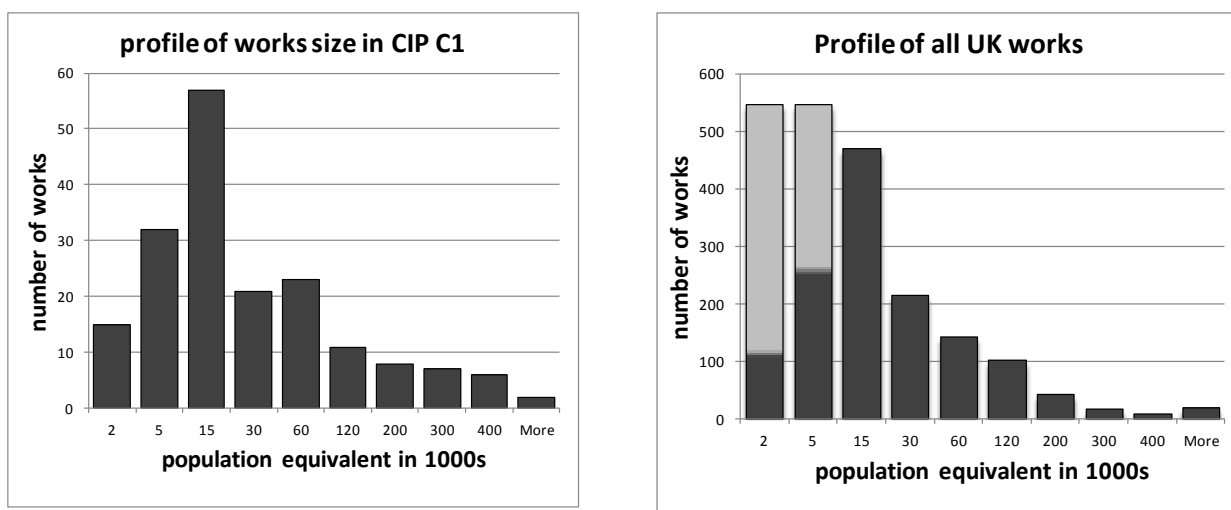 profile of works size in CIP C1
60
50
40
30
20
10
0
number of works
2 5 15 30 60 120 200 300 400 More
population equivalent in 1000s
Profile of all UK works
600
500
400
300
200
100
0
number of works
2 5 15 30 60 120 200 300 400 More
population equivalent in 1000s